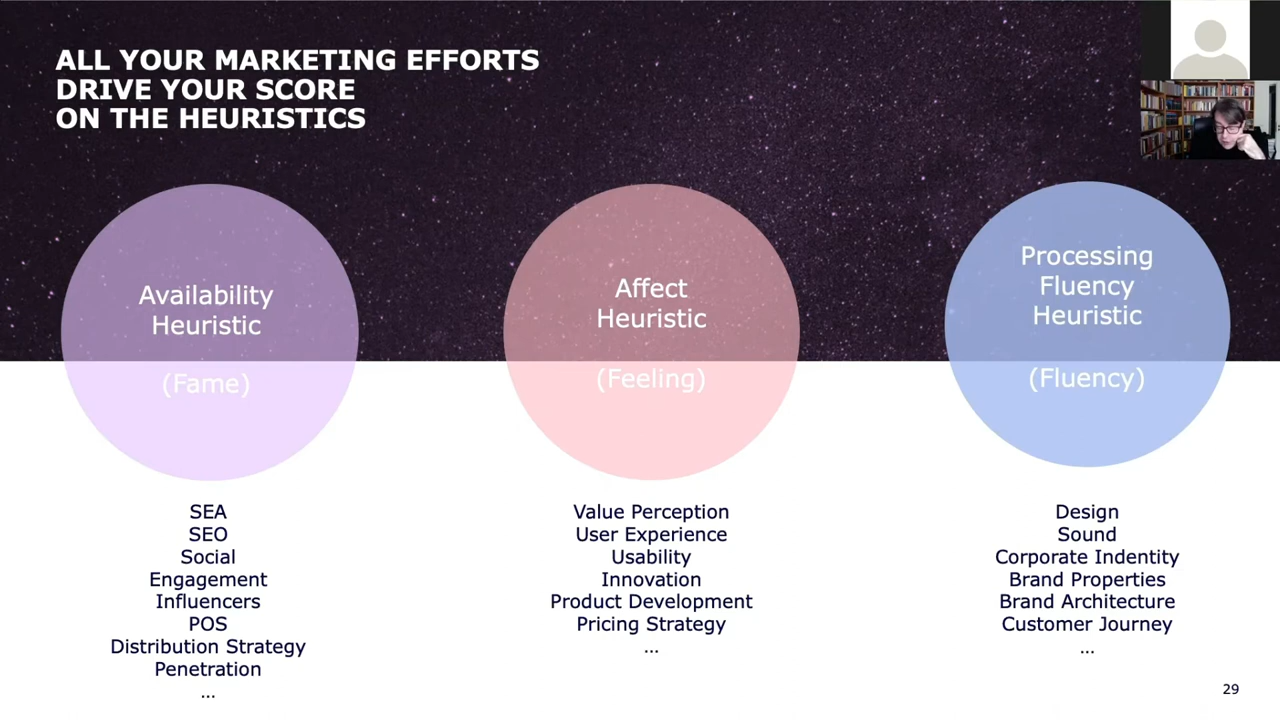 ALL YOUR MARKETING EFFORTS
DRIVE YOUR SCORE
ON THE HEURISTICS
Availability
Heuristic
(Fame)
SEA
SEO
Social
Engagement
Influencers
POS
Distribution Strategy
Penetration
...
Affect
Heuristic
(Feeling)
Value Perception
User Experience
Usability
Innovation
Product Development
Pricing Strategy
...
Processing
Fluency
Heuristic
(Fluency)
Design
Sound
Corporate Indentity
Brand Properties
Brand Architecture
Customer Journey
...
29